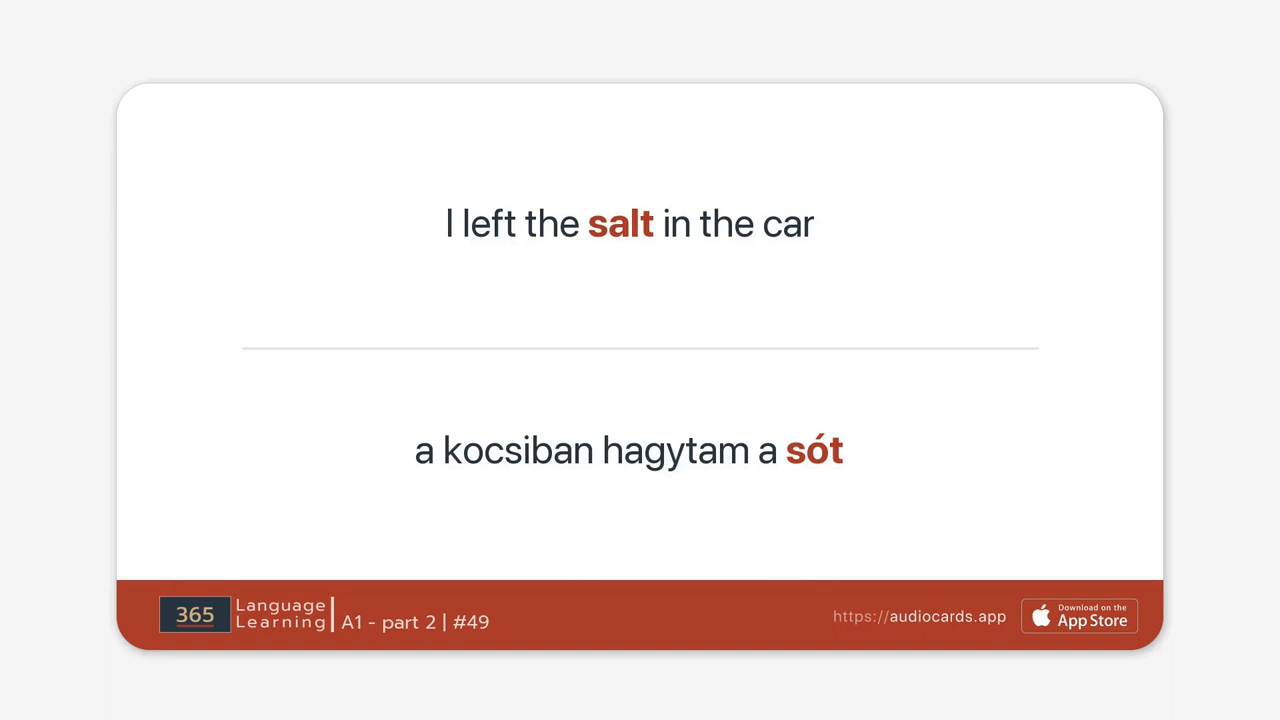 I left the salt in the car
a kocsiban hagytam a sót
365
Language
Learning
A1 - part 2 | #49
https://audiocards.app
Download on the
App Store